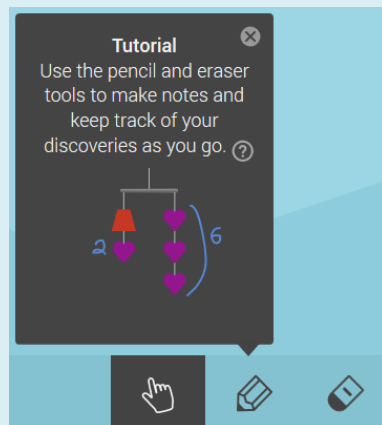 Tutorial
Use the pencil and eraser
tools to make notes and
keep track of your
discoveries as you go. ?
2
6